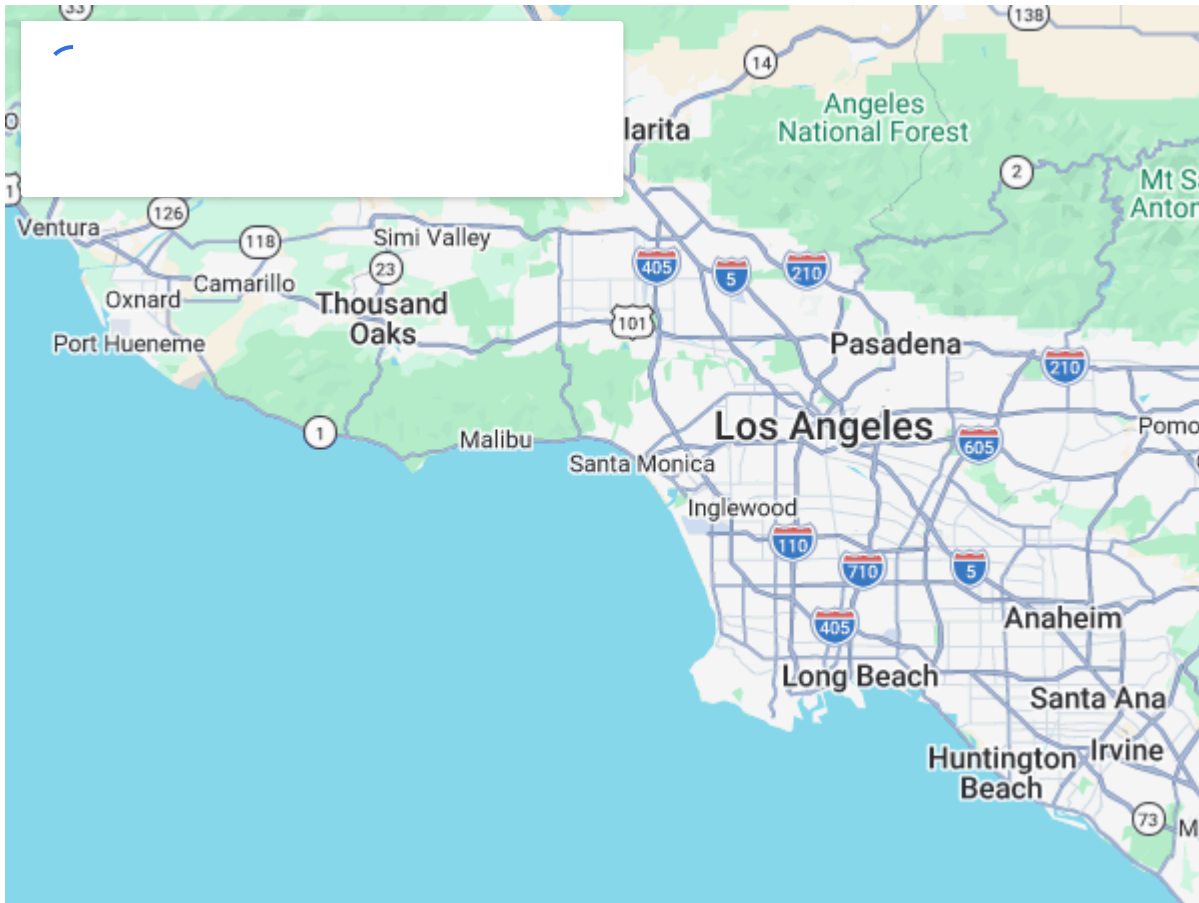 33
138
14
Angeles
National Forest
larita
2
Mt S
Anton
1
126
Ventura
118
Simi Valley
405
5
210
23
Camarillo
Oxnard
Thousand
Oaks
101
Port Hueneme
Pasadena
210
1
Malibu
Los Angeles
605
Pomo
Santa Monica
Inglewood
110
710
5
405
Anaheim
Long Beach
Santa Ana
Huntington
Beach
Irvine
73
M